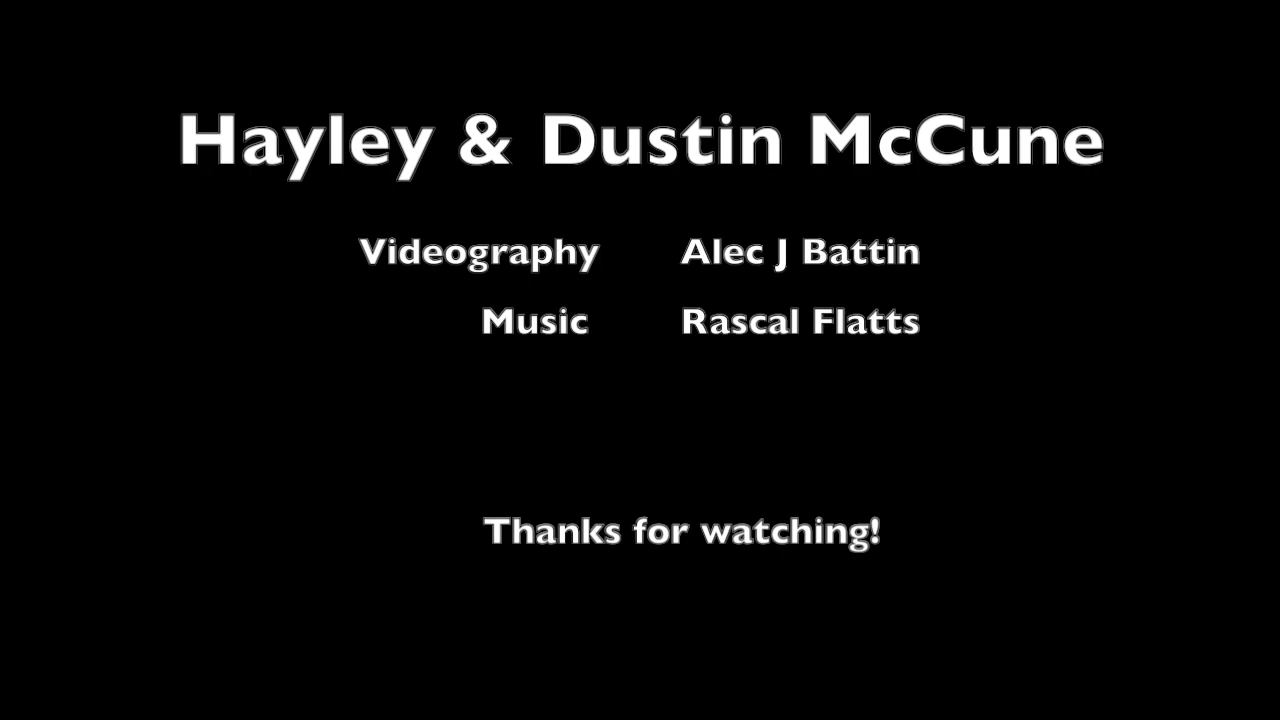 Hayley & Dustin McCune
Videography Alec J Battin
Music Rascal Flatts
Thanks for watching!